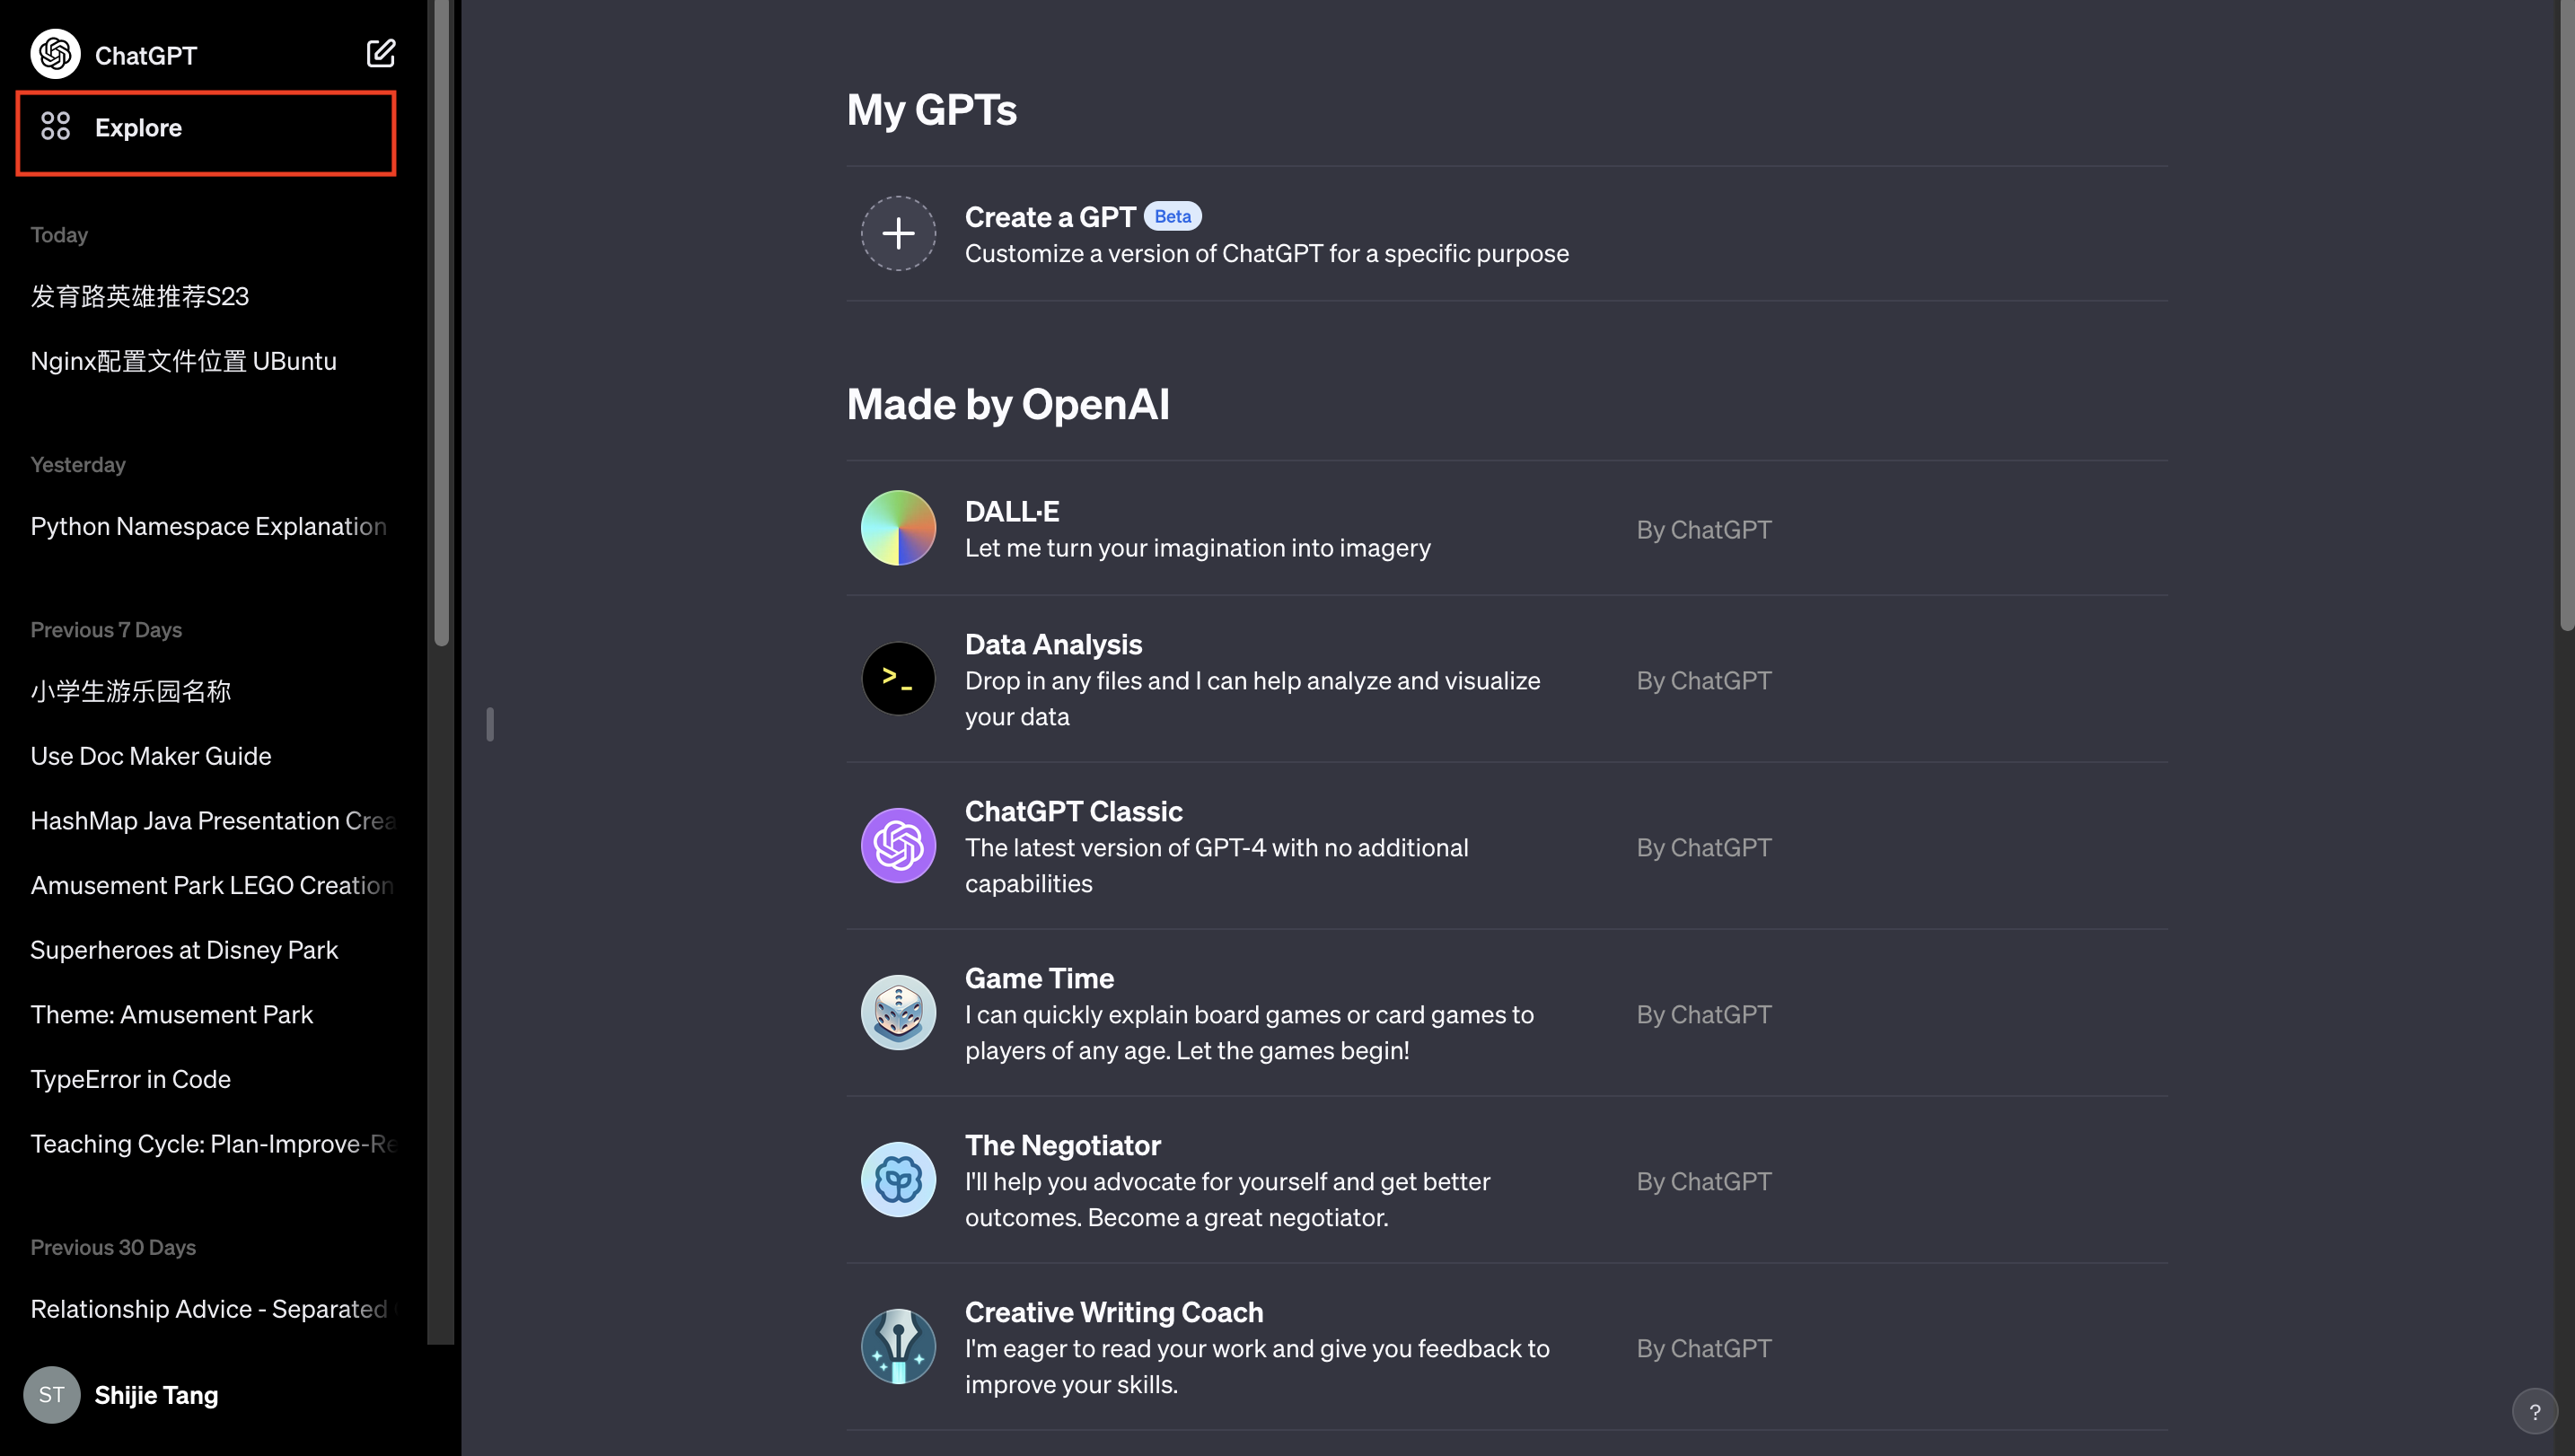 ChatGPT
Explore
Today
发育路英雄推荐S23
Nginx配置文件位置 UBuntu
Yesterday
Python Namespace Explanation
Previous 7 Days
小学生游乐园名称
Use Doc Maker Guide
HashMap Java Presentation Crea
Amusement Park LEGO Creation
Superheroes at Disney Park
Theme: Amusement Park
TypeError in Code
Teaching Cycle: Plan-Improve-Re
Previous 30 Days
Relationship Advice - Separated
ST
Shijie Tang
My GPTs
Create a GPT Beta
Customize a version of ChatGPT for a specific purpose
Made by OpenAI
DALL·E
Let me turn your imagination into imagery
By ChatGPT
Data Analysis
Drop in any files and I can help analyze and visualize
your data
By ChatGPT
ChatGPT Classic
The latest version of GPT-4 with no additional
capabilities
By ChatGPT
Game Time
I can quickly explain board games or card games to
players of any age. Let the games begin!
By ChatGPT
The Negotiator
I'll help you advocate for yourself and get better
outcomes. Become a great negotiator.
By ChatGPT
Creative Writing Coach
I'm eager to read your work and give you feedback to
improve your skills.
By ChatGPT
?